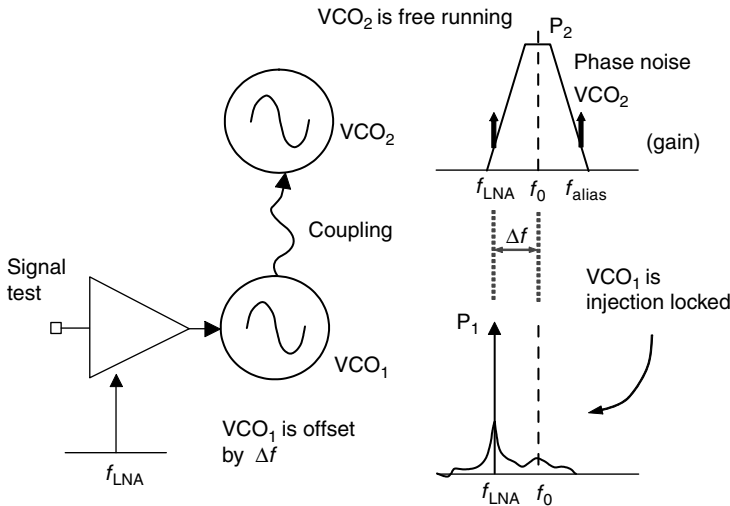 VCO2 is free running
P2
Phase noise
VCO2
(gain)
fLNA f0 falias
VCO2
Coupling
Δf
Signal
test
VCO1 is
injection locked
P1
VCO1
VCO1 is offset
by Δf
fLNA
fLNA f0